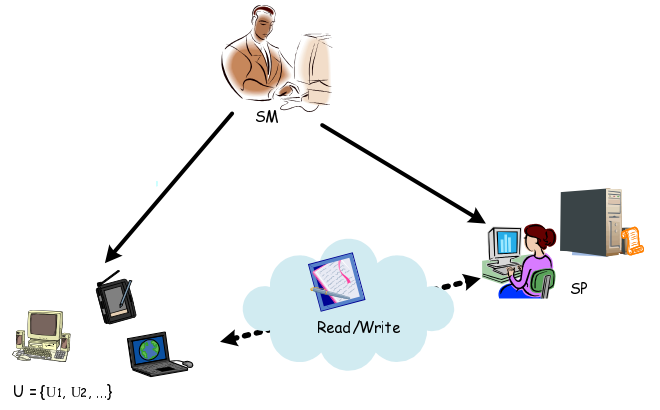 SM
SP
Read/Write
U = {U1, U2, ...}